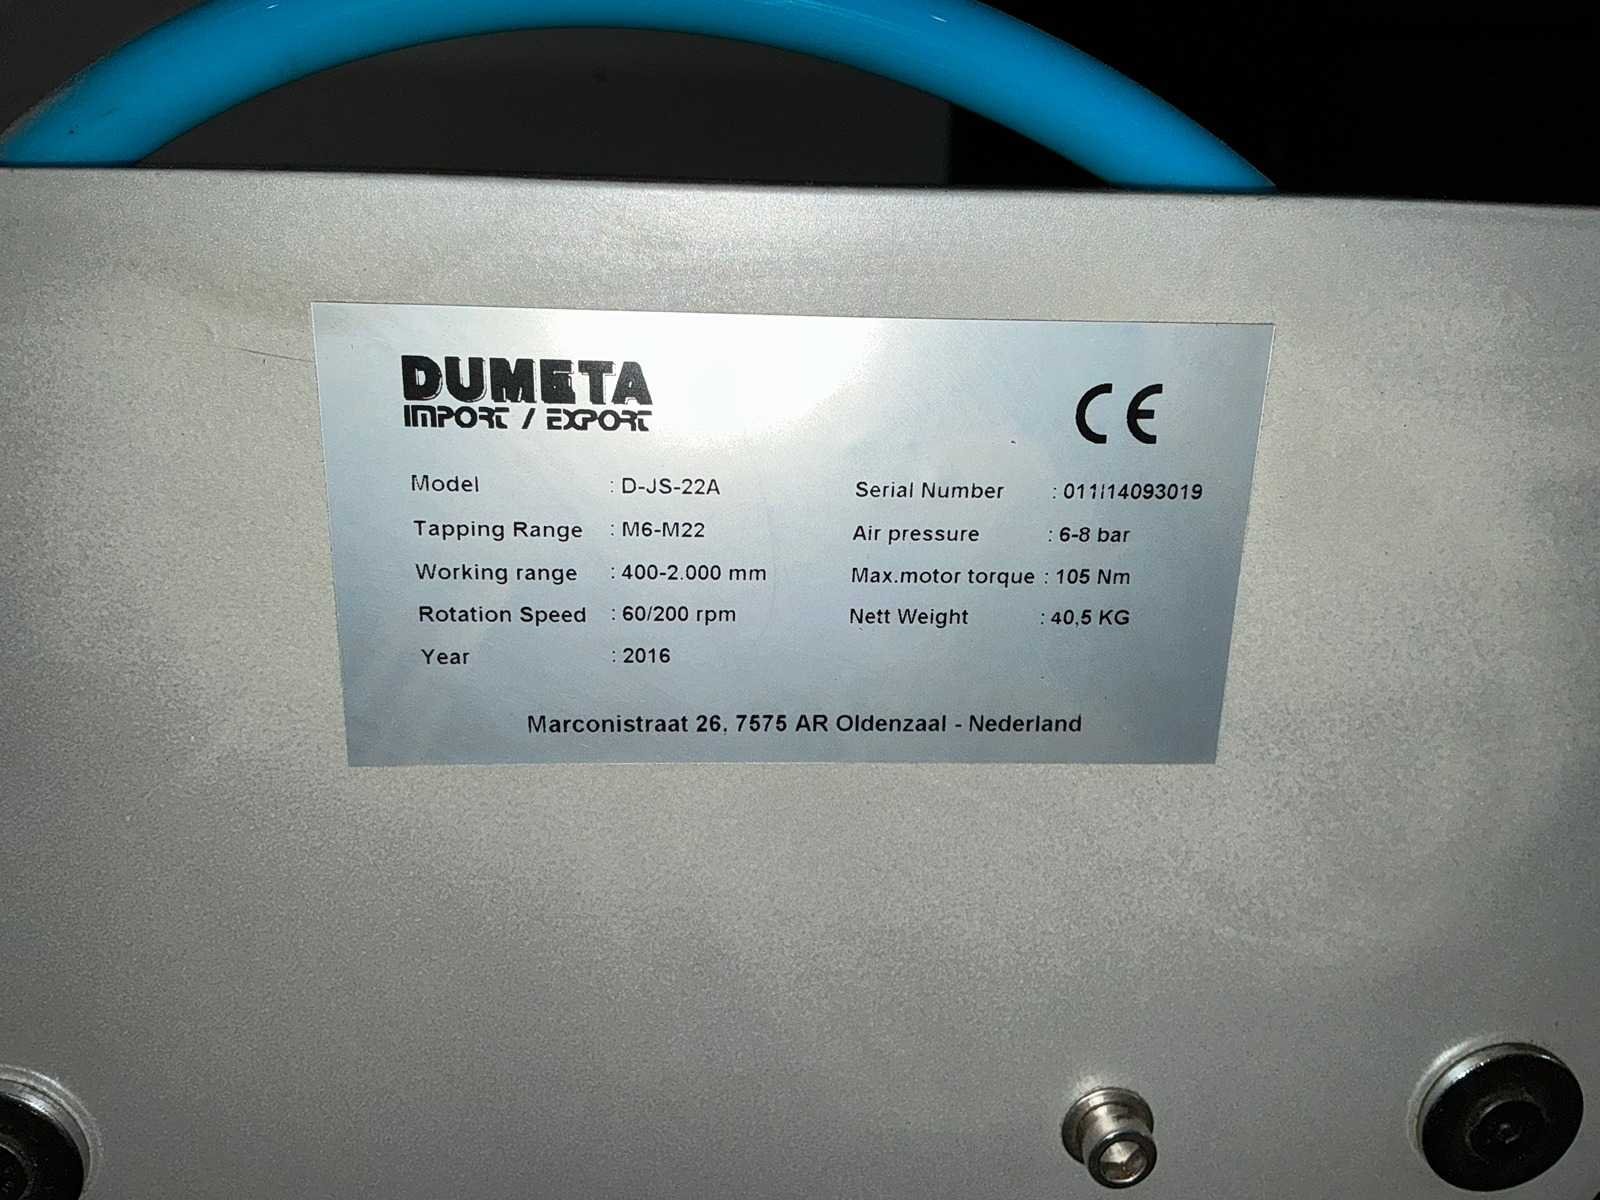 DUMETA
IMPORT / EXPORT
CE
Model : D-JS-22A
Serial Number : 011I14093019
Tapping Range : M6-M22
Air pressure : 6-8 bar
Working range : 400-2.000 mm
Max.motor torque : 105 Nm
Rotation Speed : 60/200 rpm
Nett Weight : 40,5 KG
Year : 2016
Marconistraat 26, 7575 AR Oldenzaal - Nederland